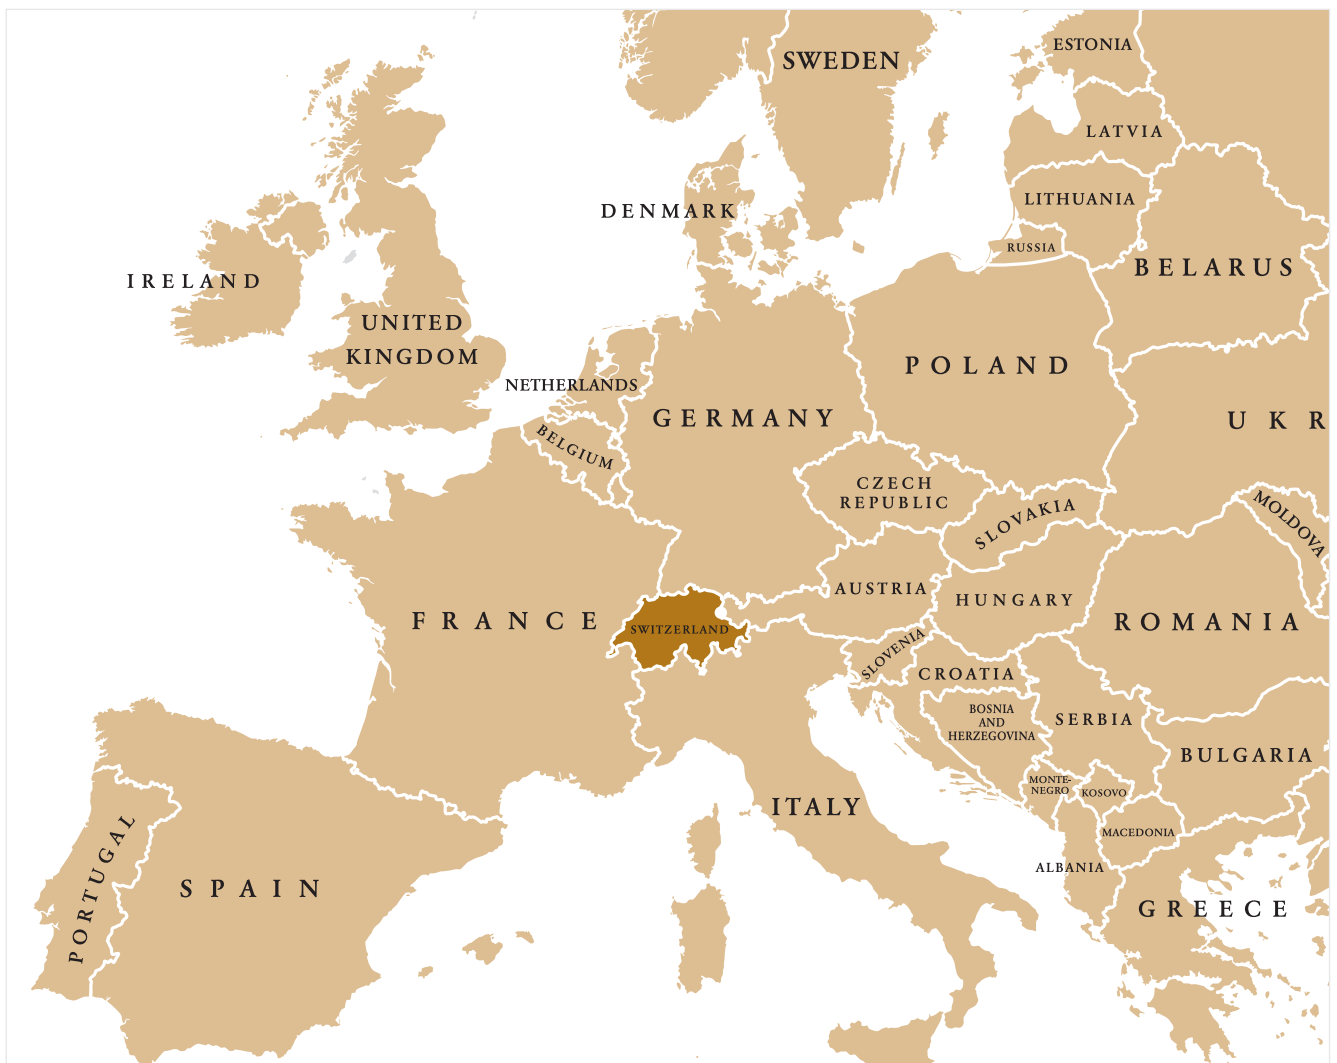 ESTONIA
SWEDEN
LATVIA
LITHUANIA
DENMARK
RUSSIA
BELARUS
IRELAND
UNITED
KINGDOM
POLAND
NETHERLANDS
GERMANY
UKR
BELGIUM
CZECH
REPUBLIC
SLOVAKIA
MOLDOVA
AUSTRIA
HUNGARY
FRANCE
ROMANIA
SWITZERLAND
SLOVENIA
CROATIA
BOSNIA
AND
HERZEGOVINA
SERBIA
BULGARIA
MONTE-
NEGRO
KOSOVO
ITALY
MACEDONIA
PORTUGAL
ALBANIA
SPAIN
GREECE